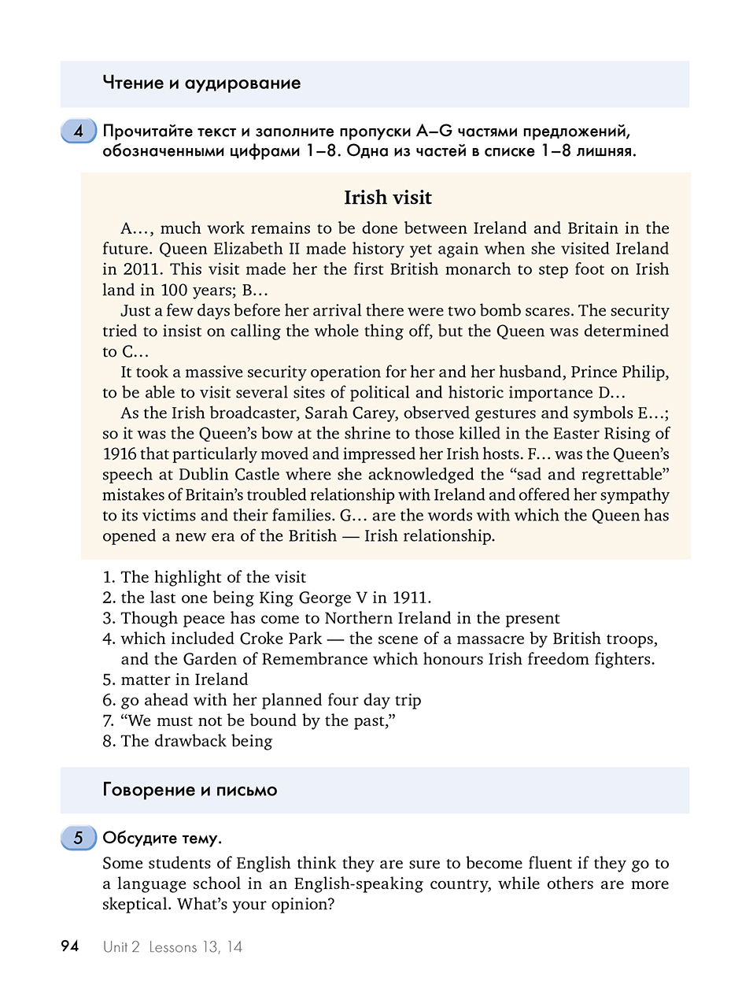 Чтение и аудирование
4 Прочитайте текст и заполните пропуски A–G частями предложений,
обозначенными цифрами 1–8. Одна из частей в списке 1–8 лишняя.
Irish visit
A…, much work remains to be done between Ireland and Britain in the
future. Queen Elizabeth II made history yet again when she visited Ireland
in 2011. This visit made her the first British monarch to step foot on Irish
land in 100 years; B…
Just a few days before her arrival there were two bomb scares. The security
tried to insist on calling the whole thing off, but the Queen was determined
to C…
It took a massive security operation for her and her husband, Prince Philip,
to be able to visit several sites of political and historic importance D…
As the Irish broadcaster, Sarah Carey, observed gestures and symbols E…;
so it was the Queen’s bow at the shrine to those killed in the Easter Rising of
1916 that particularly moved and impressed her Irish hosts. F… was the Queen’s
speech at Dublin Castle where she acknowledged the “sad and regrettable”
mistakes of Britain’s troubled relationship with Ireland and offered her sympathy
to its victims and their families. G… are the words with which the Queen has
opened a new era of the British — Irish relationship.
1. The highlight of the visit
2. the last one being King George V in 1911.
3. Though peace has come to Northern Ireland in the present
4. which included Croke Park — the scene of a massacre by British troops,
and the Garden of Remembrance which honours Irish freedom fighters.
5. matter in Ireland
6. go ahead with her planned four day trip
7. “We must not be bound by the past,”
8. The drawback being
Говорение и письмо
5 Обсудите тему.
Some students of English think they are sure to become fluent if they go to
a language school in an English-speaking country, while others are more
skeptical. What’s your opinion?
94 Unit 2 Lessons 13, 14